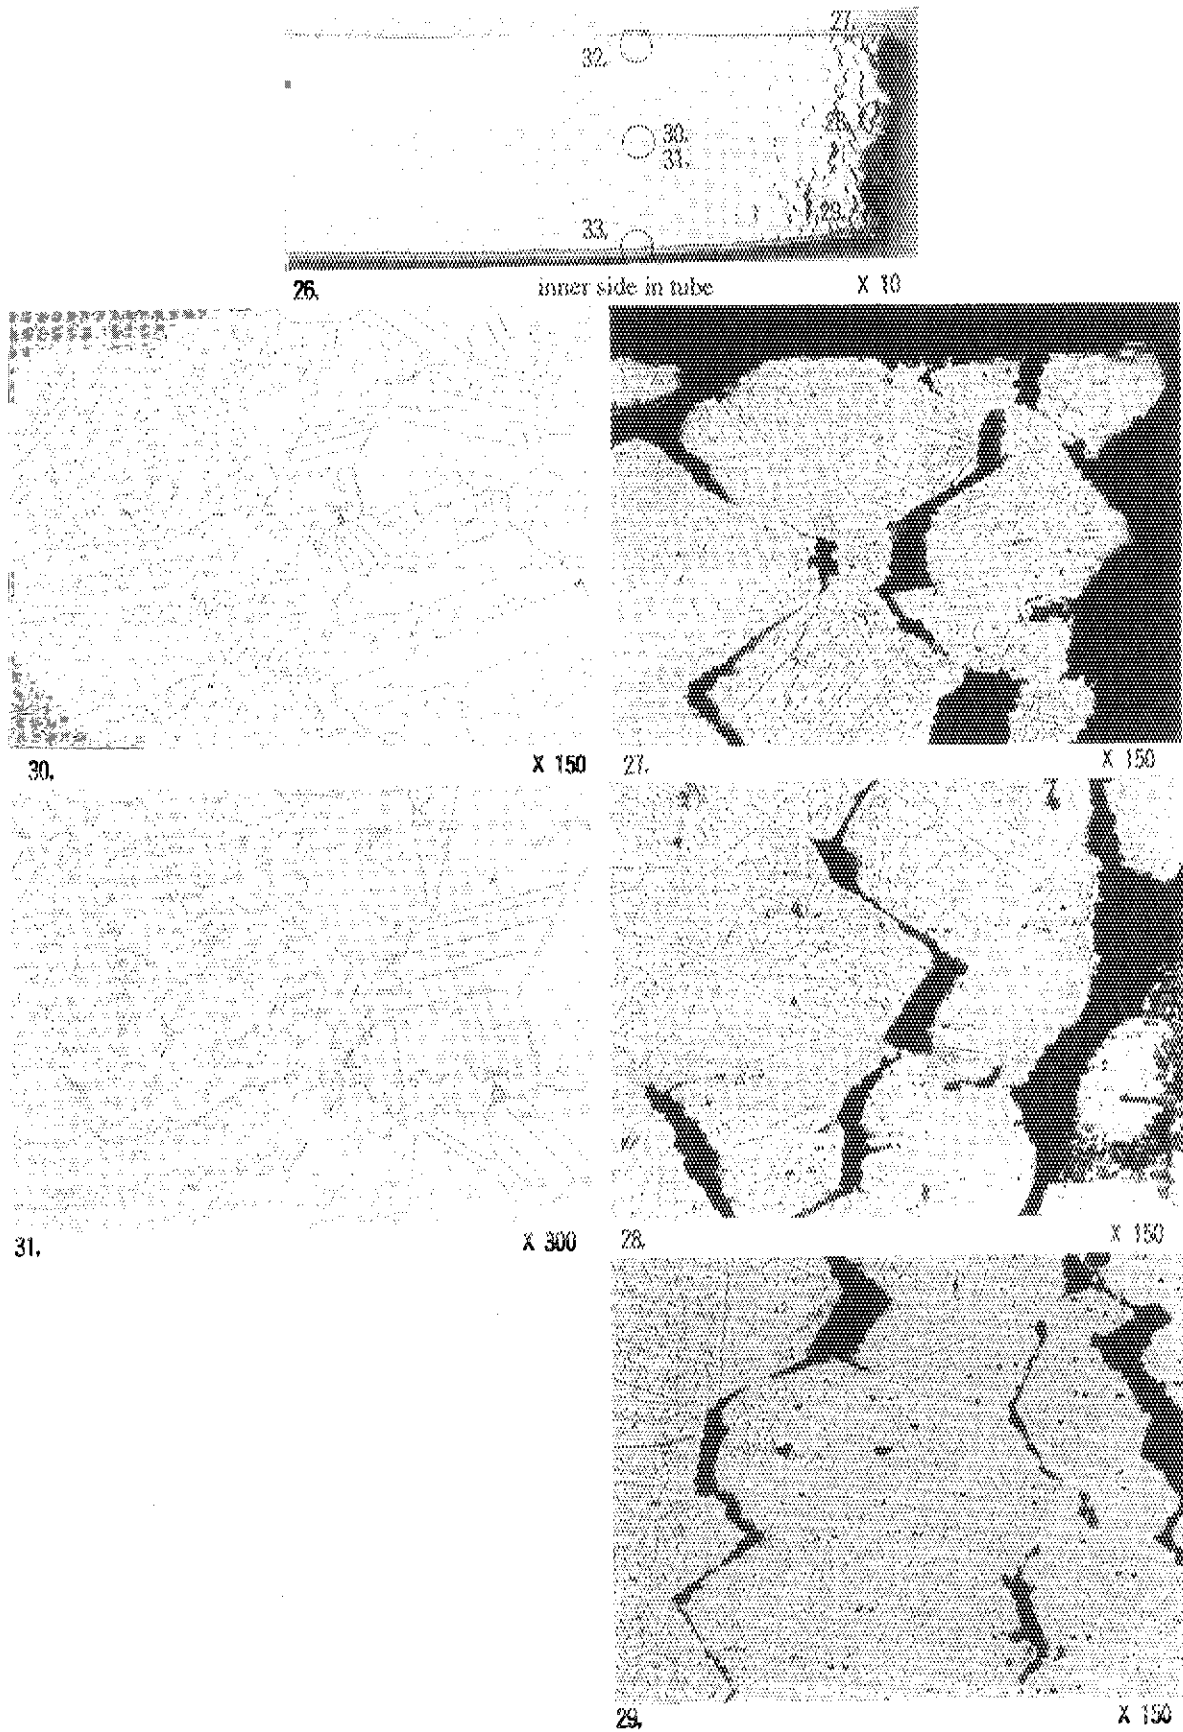 27.
32.
28.
30.
31.
29.
33.
26. inner side in tube X 10
30. X 150
27. X 150
31. X 300
28. X 150
29. X 150